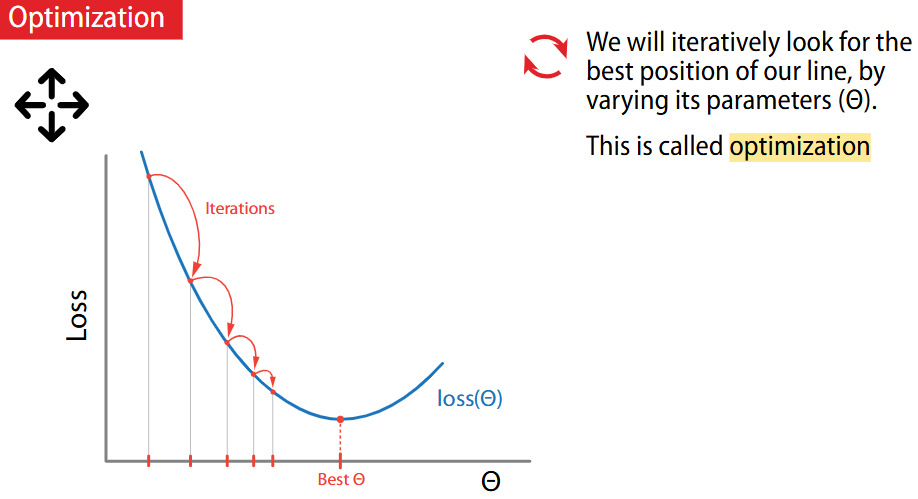 Optimization
We will iteratively look for the
best position of our line, by
varying its parameters (Θ).
This is called optimization
Iterations
Loss
loss(Θ)
Best Θ
Θ